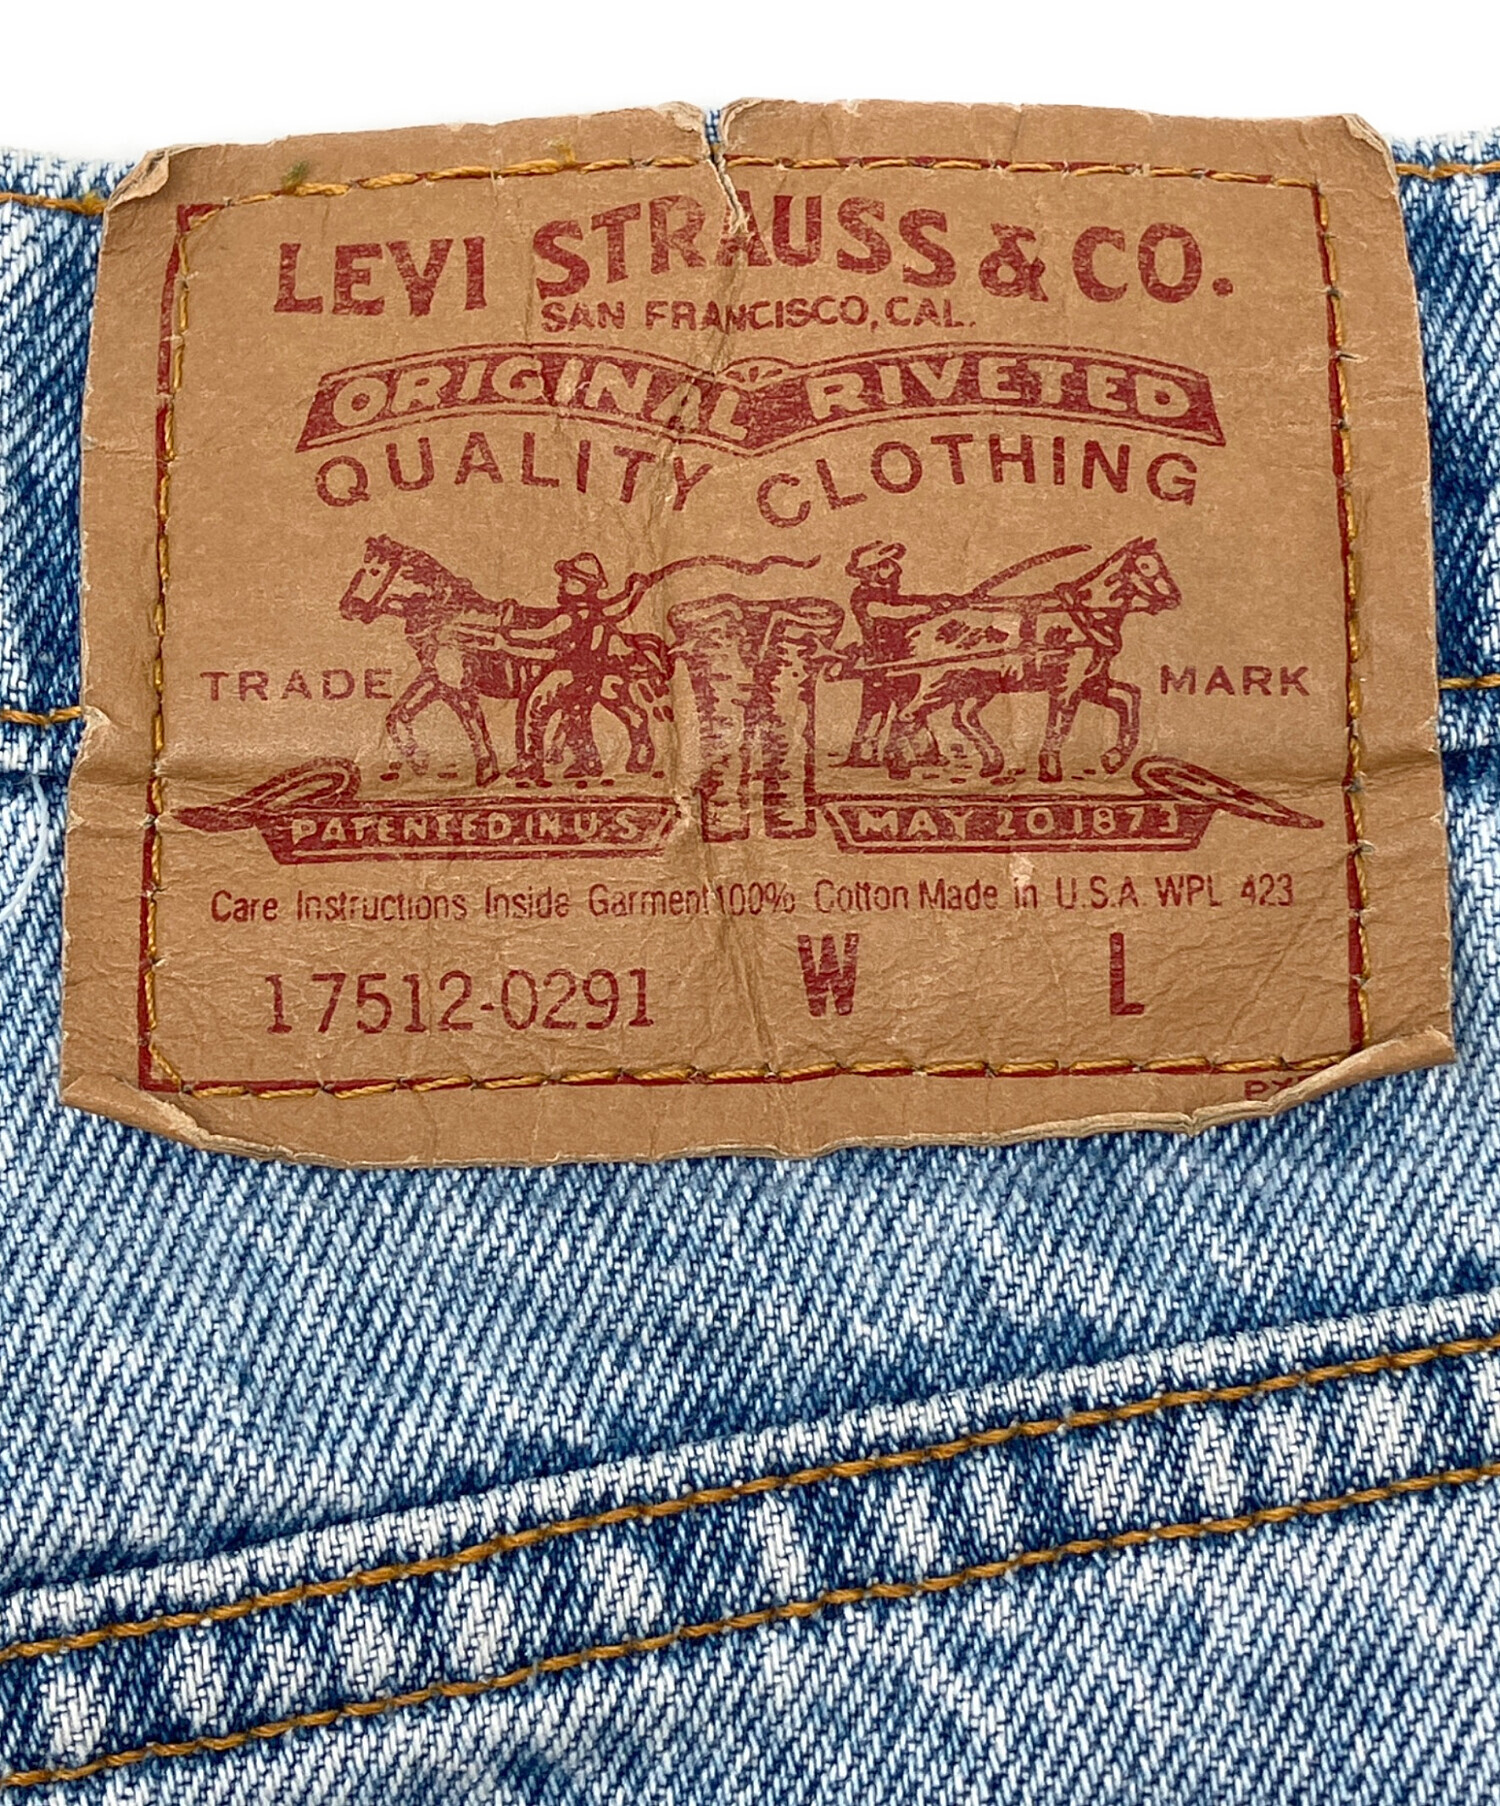 LEVI STRAUSS & CO.
SAN FRANCISCO, CAL.
ORIGINAL RIVETED
QUALITY CLOTHING
TRADE MARK
PATENTED IN U.S. MAY 20 1873
Care Instructions Inside Garment 100% Cotton Made in U.S.A. WPL 423
17512-0291 W L